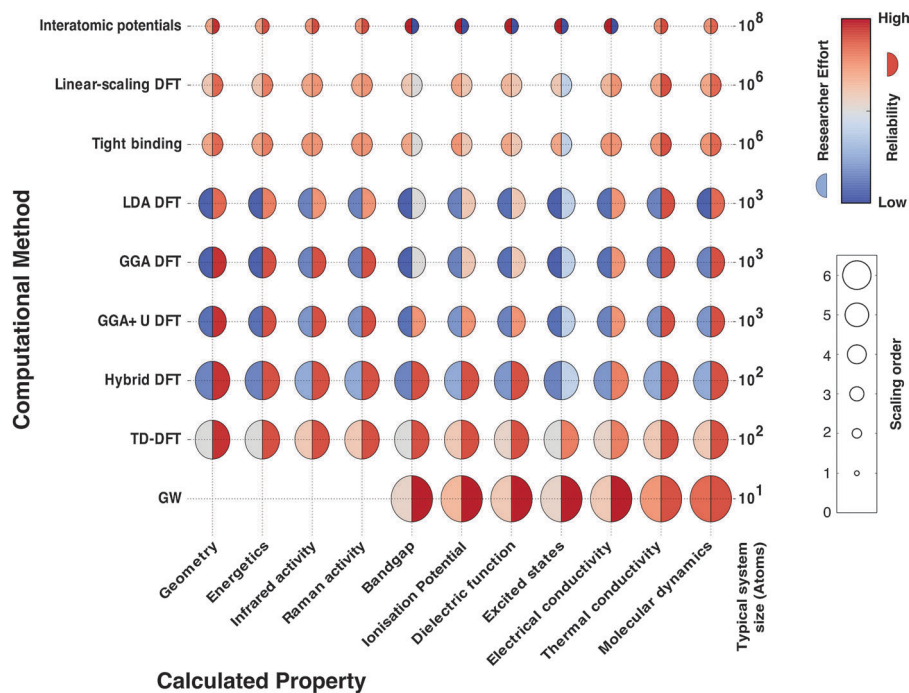 Computational Method
Interatomic potentials
10^8
Linear-scaling DFT
10^6
Tight binding
10^6
LDA DFT
10^3
GGA DFT
10^3
GGA+ U DFT
10^3
Hybrid DFT
10^2
TD-DFT
10^2
GW
10^1
Geometry
Energetics
Infrared activity
Raman activity
Bandgap
Ionisation Potential
Dielectric function
Excited states
Electrical conductivity
Thermal conductivity
Molecular dynamics
Typical system
size (Atoms)
Calculated Property
Researcher Effort
High
Low
Reliability
6
5
4
3
2
1
0
Scaling order